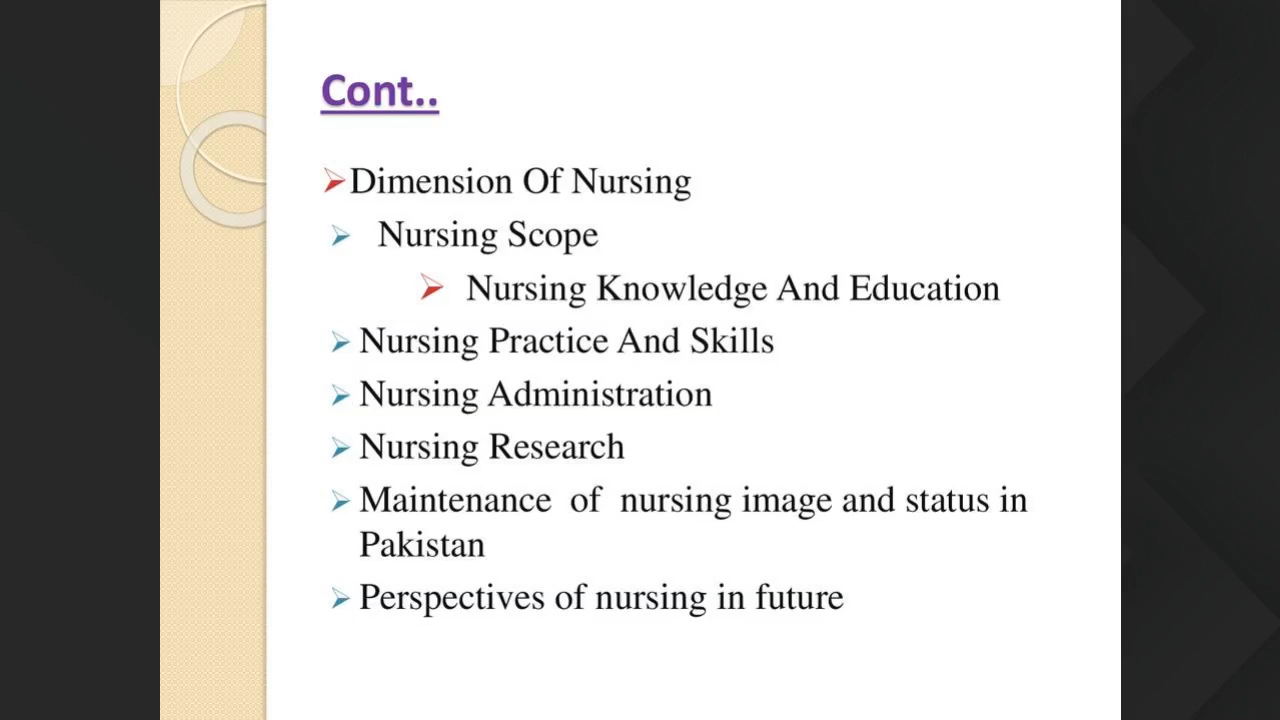 Cont..
Dimension Of Nursing
Nursing Scope
Nursing Knowledge And Education
Nursing Practice And Skills
Nursing Administration
Nursing Research
Maintenance of nursing image and status in
Pakistan
Perspectives of nursing in future